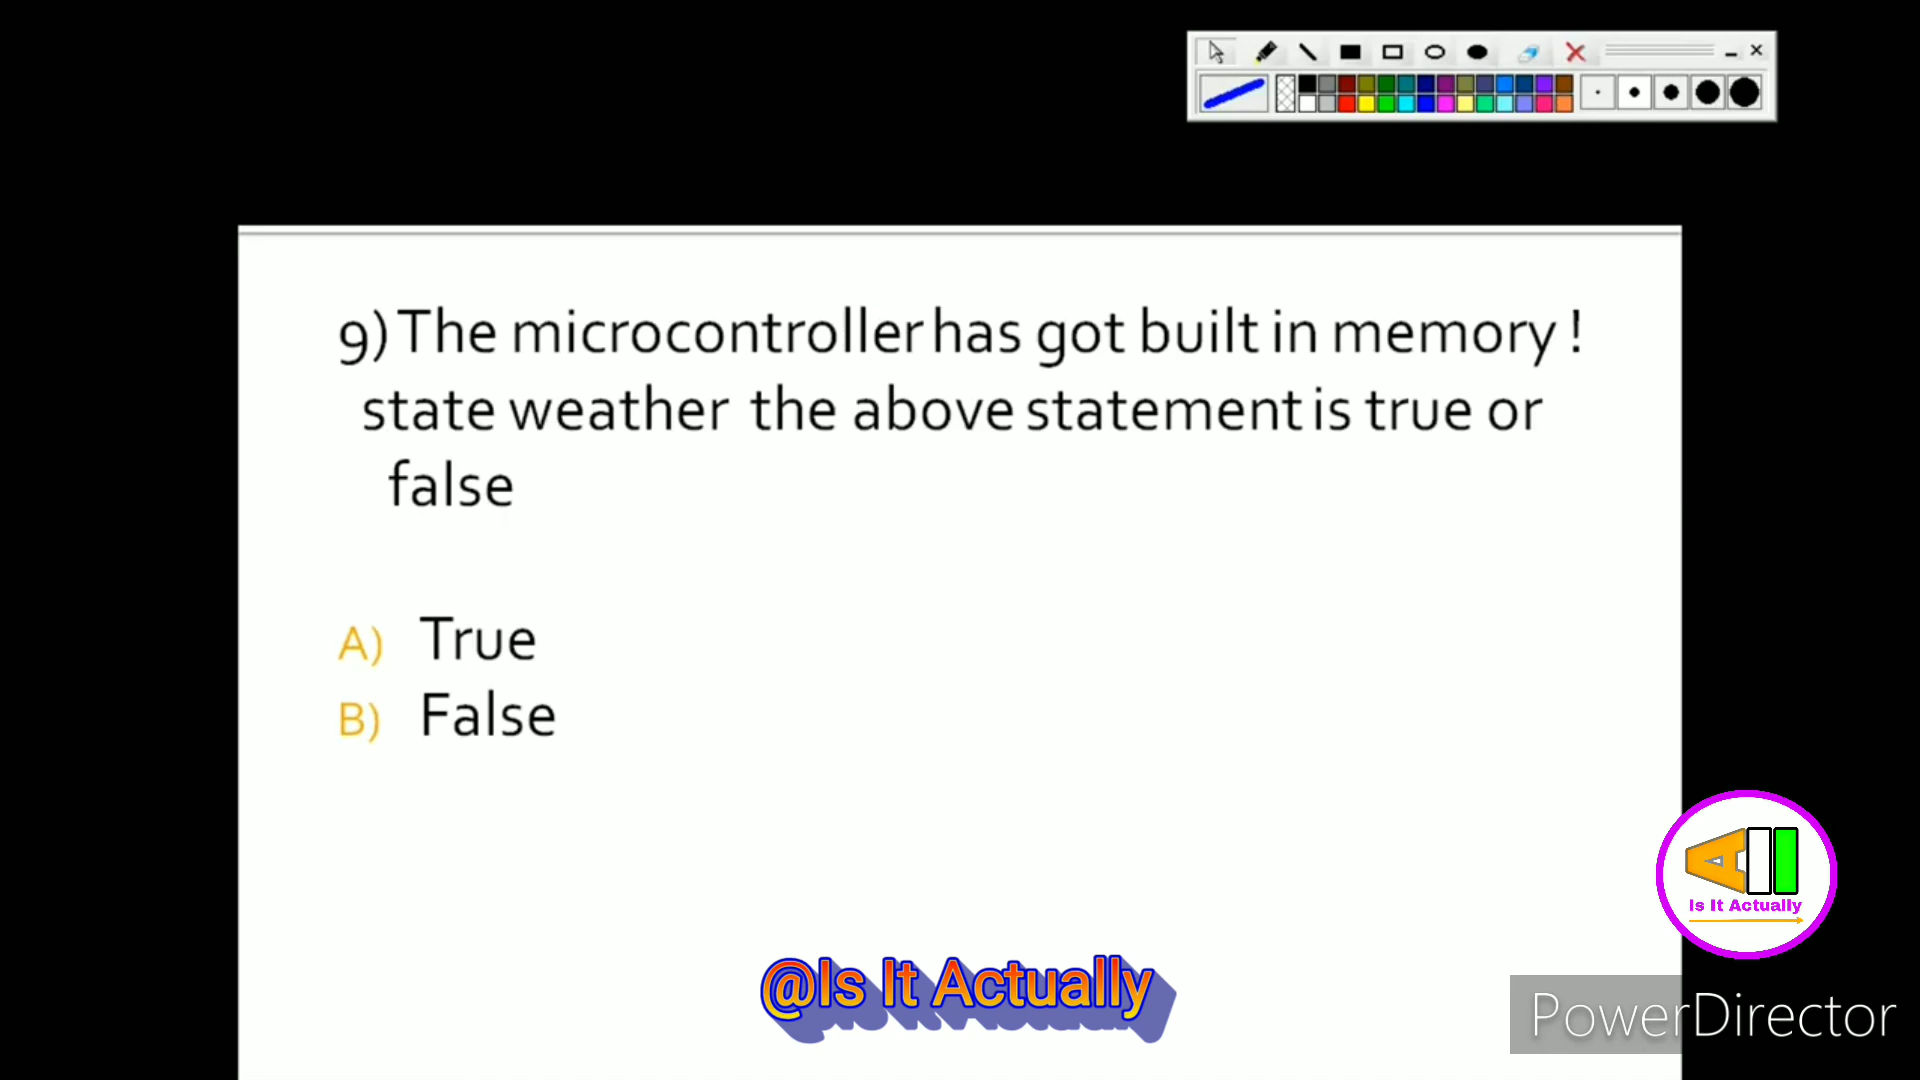 9) The microcontroller has got built in memory !
state weather the above statement is true or
false
A) True
B) False
Is It Actually
@Is It Actually
PowerDirector